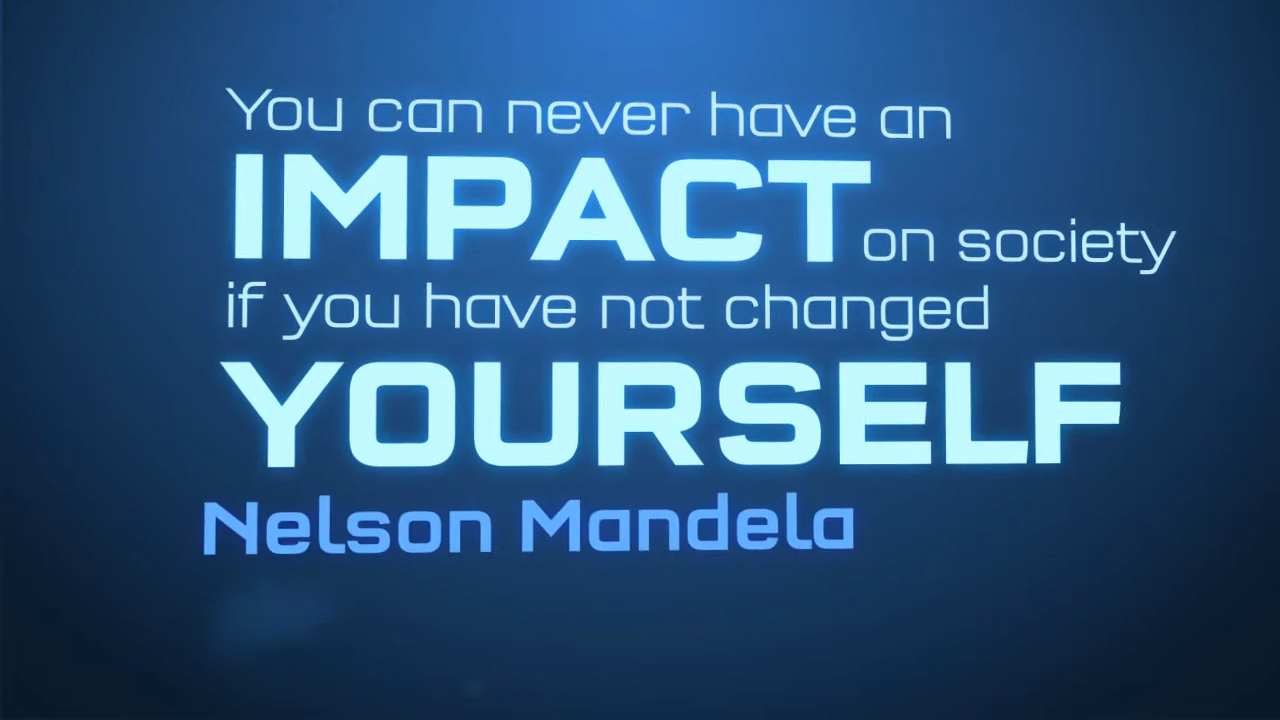 You can never have an
IMPACT on society
if you have not changed
YOURSELF
Nelson Mandela